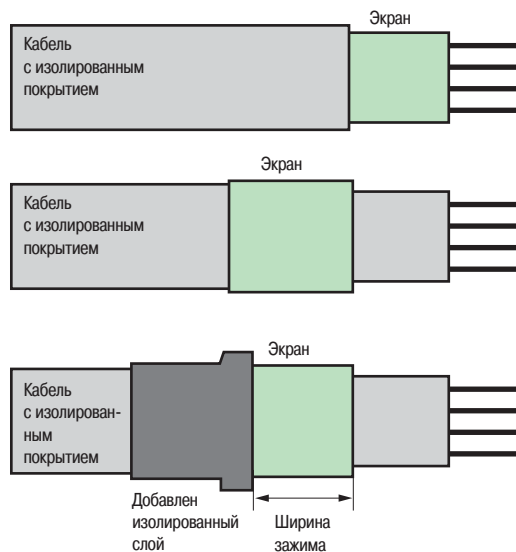 Экран
Кабель
с изолированным
покрытием
Экран
Кабель
с изолированным
покрытием
Экран
Кабель
с изолирован-
ным
покрытием
Добавлен
изолированный
слой
Ширина
зажима